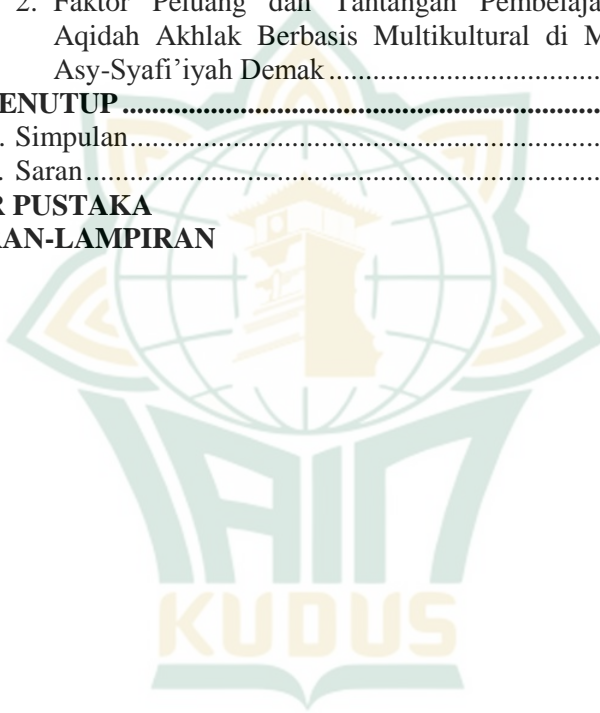 2. Faktor Peluang dan Tantangan Pembelaja
Aqidah Akhlak Berbasis Multikultural di M
Asy-Syafi'iyah Demak ........................................
ENUTUP ..................................................................
. Simpulan ................................................................
. Saran ......................................................................
R PUSTAKA
AN-LAMPIRAN
IAIN
KUDUS